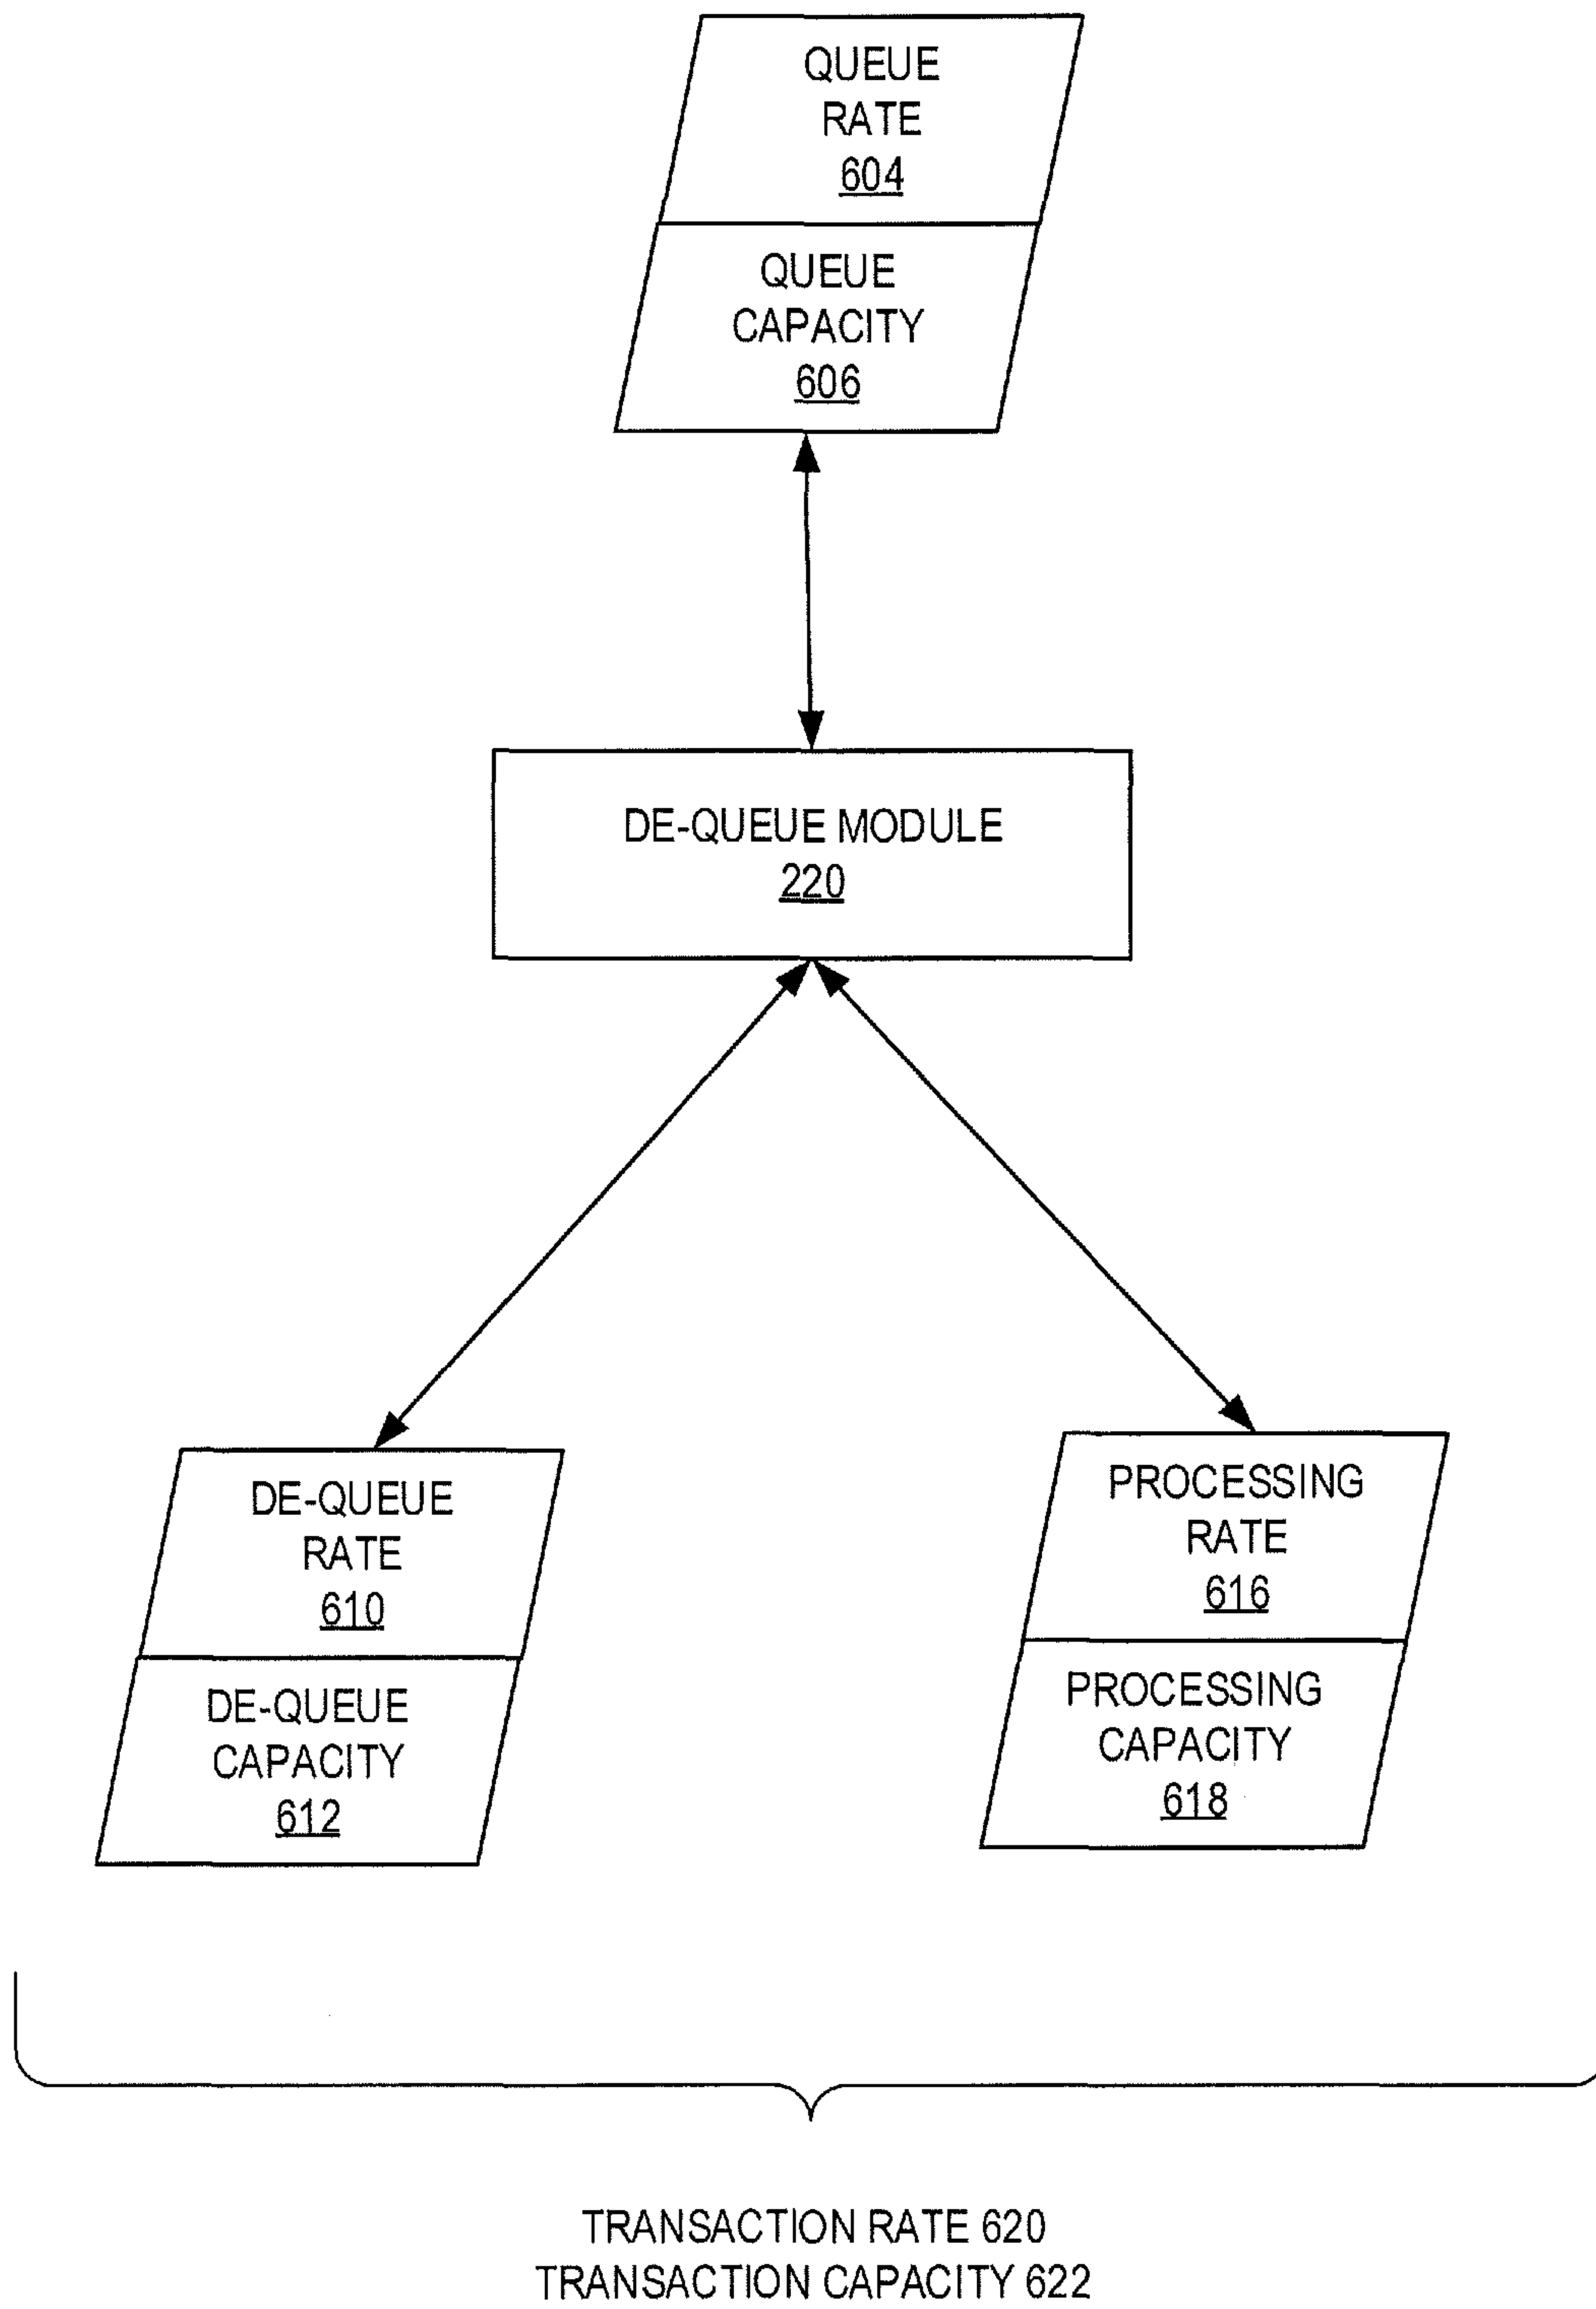 QUEUE
RATE
604
QUEUE
CAPACITY
606
DE-QUEUE MODULE
220
DE-QUEUE
RATE
610
DE-QUEUE
CAPACITY
612
PROCESSING
RATE
616
PROCESSING
CAPACITY
618
TRANSACTION RATE 620
TRANSACTION CAPACITY 622